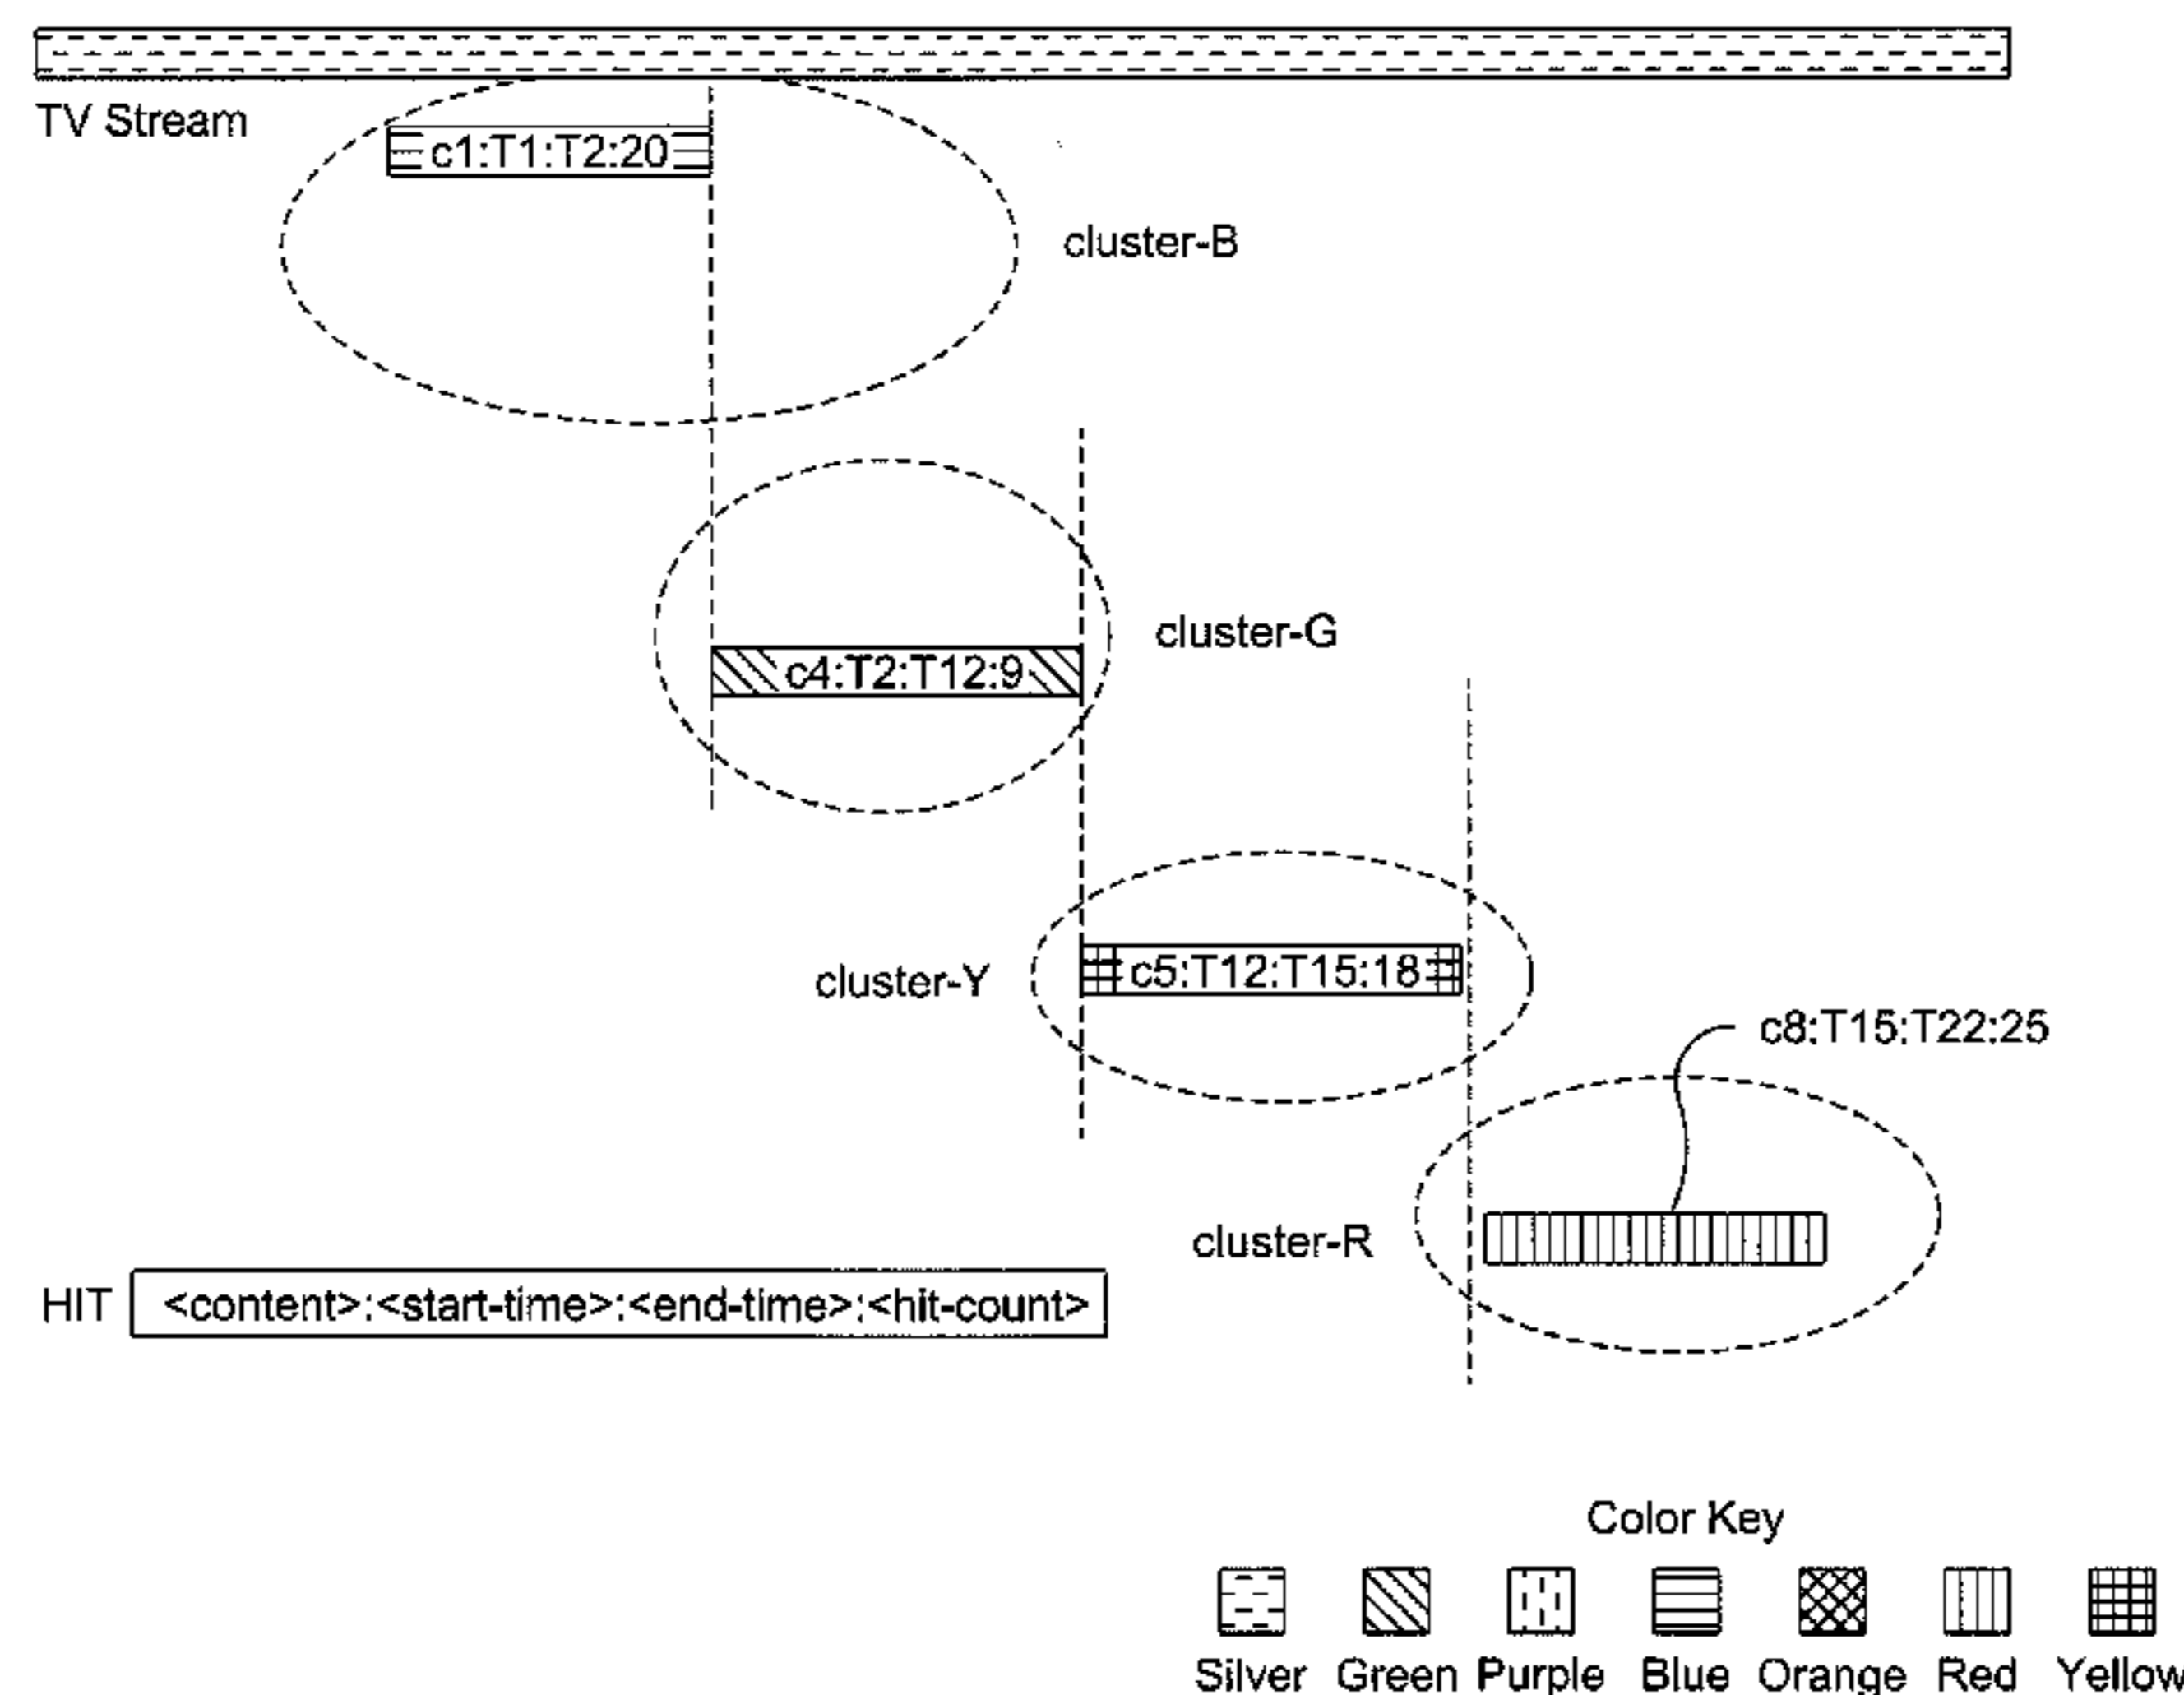 TV Stream
c1:T1:T2:20
cluster-B
cluster-G
c4:T2:T12:9
cluster-Y
c5:T12:T15:18
c8:T15:T22:25
cluster-R
HIT <content>:<start-time>:<end-time>:<hit-count>
Color Key
Silver Green Purple Blue Orange Red Yellow